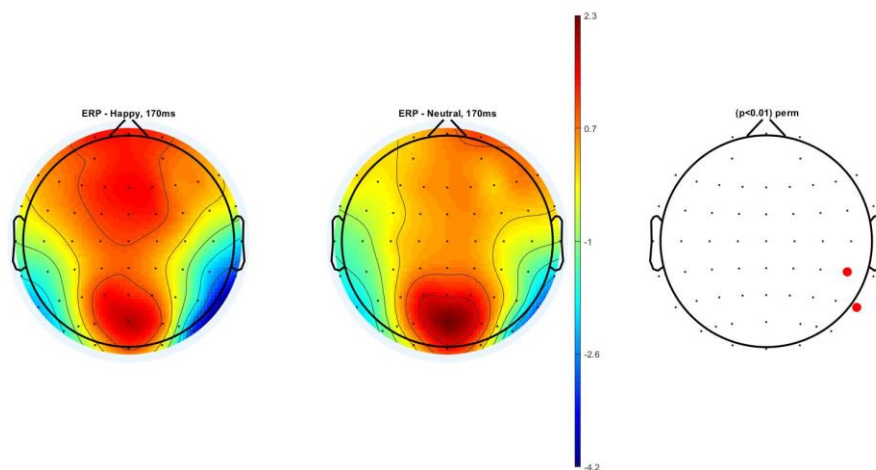 ERP - Happy, 170ms
ERP - Neutral, 170ms
2.3
0.7
-1
-2.6
-4.2
(p<0.01) perm